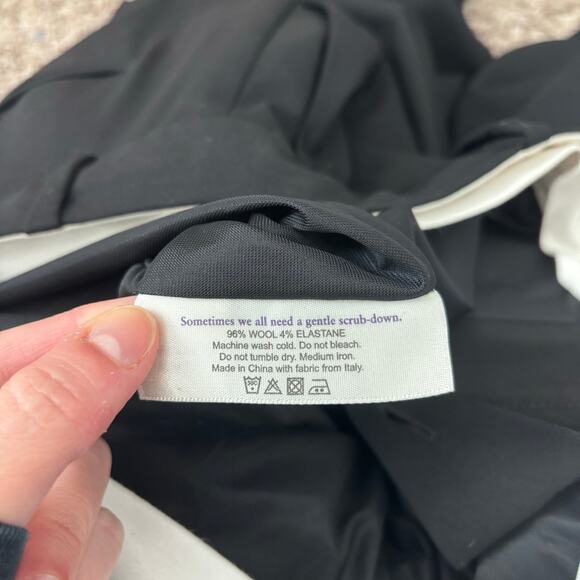 Sometimes we all need a gentle scrub-down.
96% WOOL 4% ELASTANE
Machine wash cold. Do not bleach.
Do not tumble dry. Medium iron.
Made in China with fabric from Italy.
30°